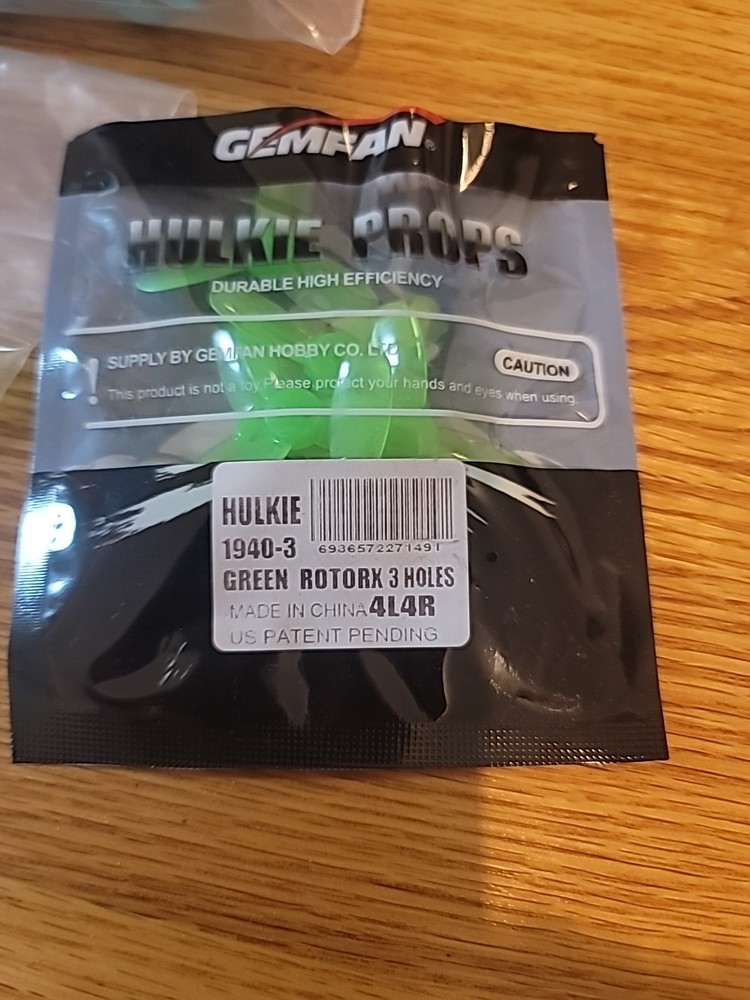 GEMFAN®
HULKIE PROPS
DURABLE HIGH EFFICIENCY
! SUPPLY BY GEMFAN HOBBY CO. LTD
CAUTION
This product is not a toy. Please protect your hands and eyes when using.
HULKIE
1940-3
6936572271491
GREEN ROTORX 3 HOLES
MADE IN CHINA 4L4R
US PATENT PENDING